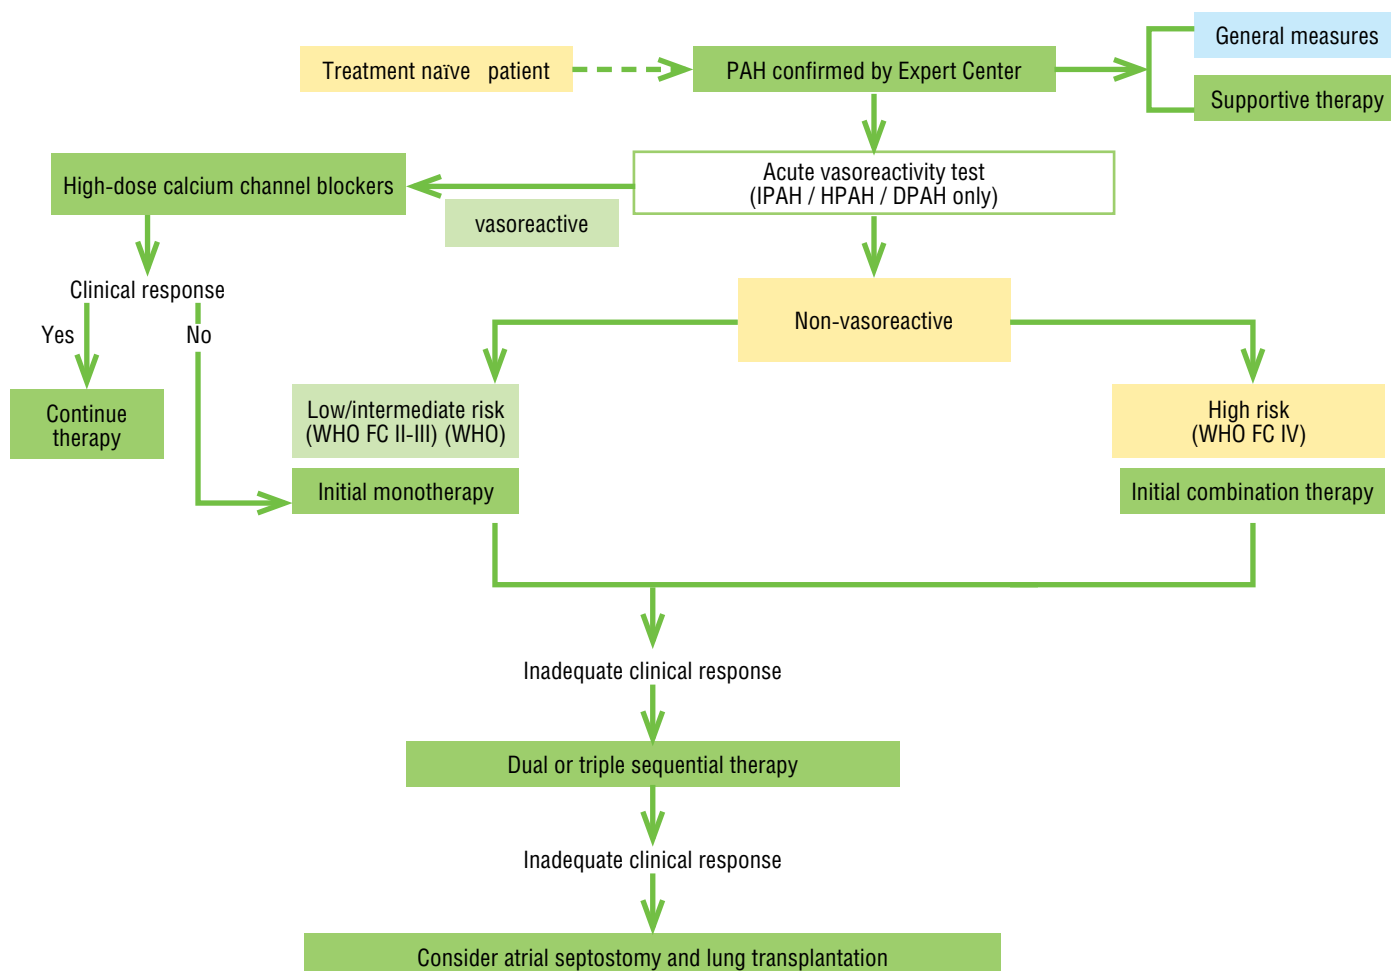 General measures
Treatment naïve patient
PAH confirmed by Expert Center
Supportive therapy
High-dose calcium channel blockers
Acute vasoreactivity test
(IPAH / HPAH / DPAH only)
vasoreactive
Clinical response
Yes
No
Non-vasoreactive
Continue
therapy
Low/intermediate risk
(WHO FC II-III) (WHO)
High risk
(WHO FC IV)
Initial monotherapy
Initial combination therapy
Inadequate clinical response
Dual or triple sequential therapy
Inadequate clinical response
Consider atrial septostomy and lung transplantation